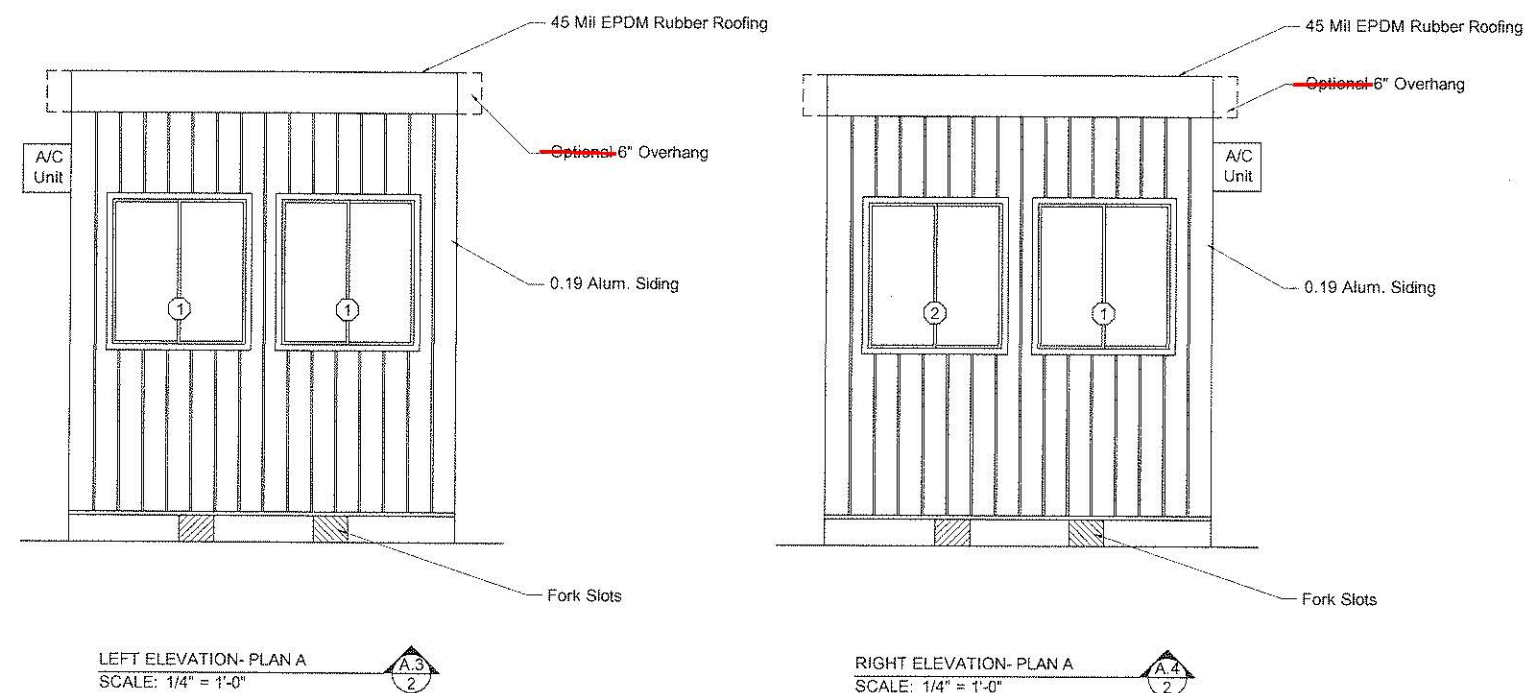 45 Mil EPDM Rubber Roofing
Optional 6" Overhang
A/C
Unit
0.19 Alum. Siding
1
1
Fork Slots
LEFT ELEVATION- PLAN A
SCALE: 1/4" = 1'-0"
A.3
2
45 Mil EPDM Rubber Roofing
Optional 6" Overhang
A/C
Unit
0.19 Alum. Siding
2
1
Fork Slots
RIGHT ELEVATION- PLAN A
SCALE: 1/4" = 1'-0"
A.4
2